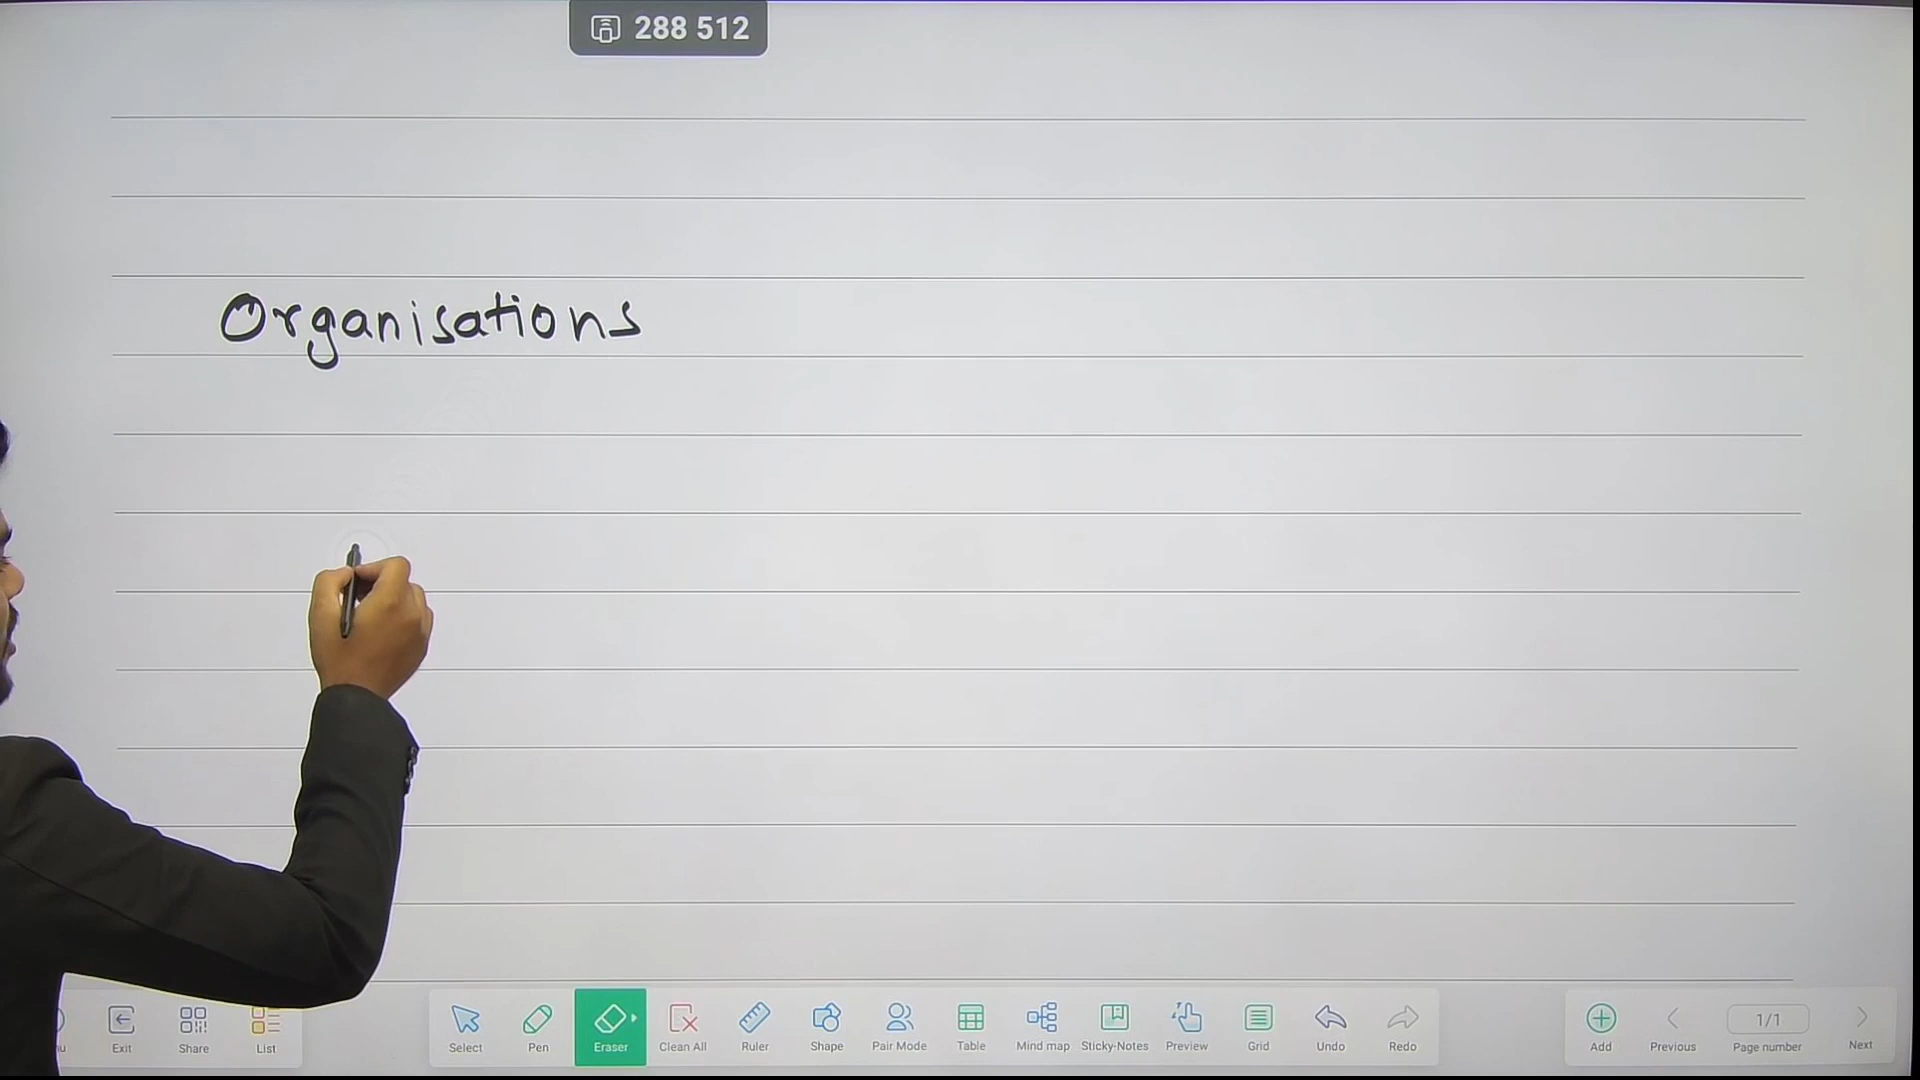 288 512
Organisations
Exit
Share
List
Select
Pen
Eraser
Clean All
Ruler
Shape
Pair Mode
Table
Mind map
Sticky-Notes
Preview
Grid
Undo
Redo
Add
Previous
1/1
Page number
Next